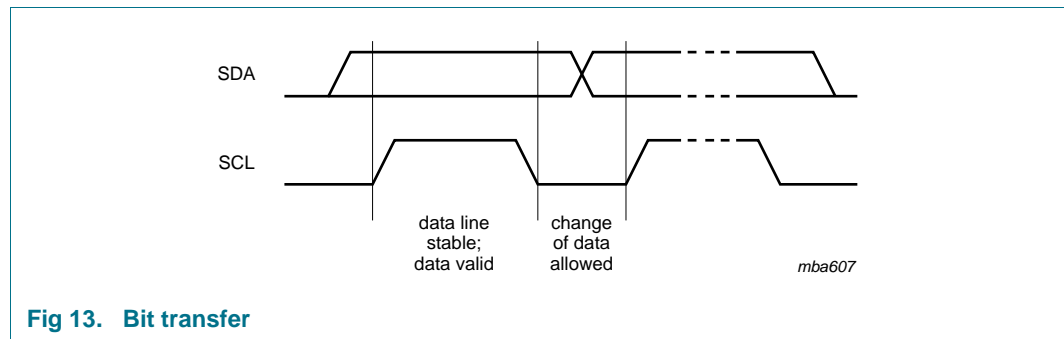 SDA
SCL
data line
stable;
data valid
change
of data
allowed
mba607
Fig 13. Bit transfer